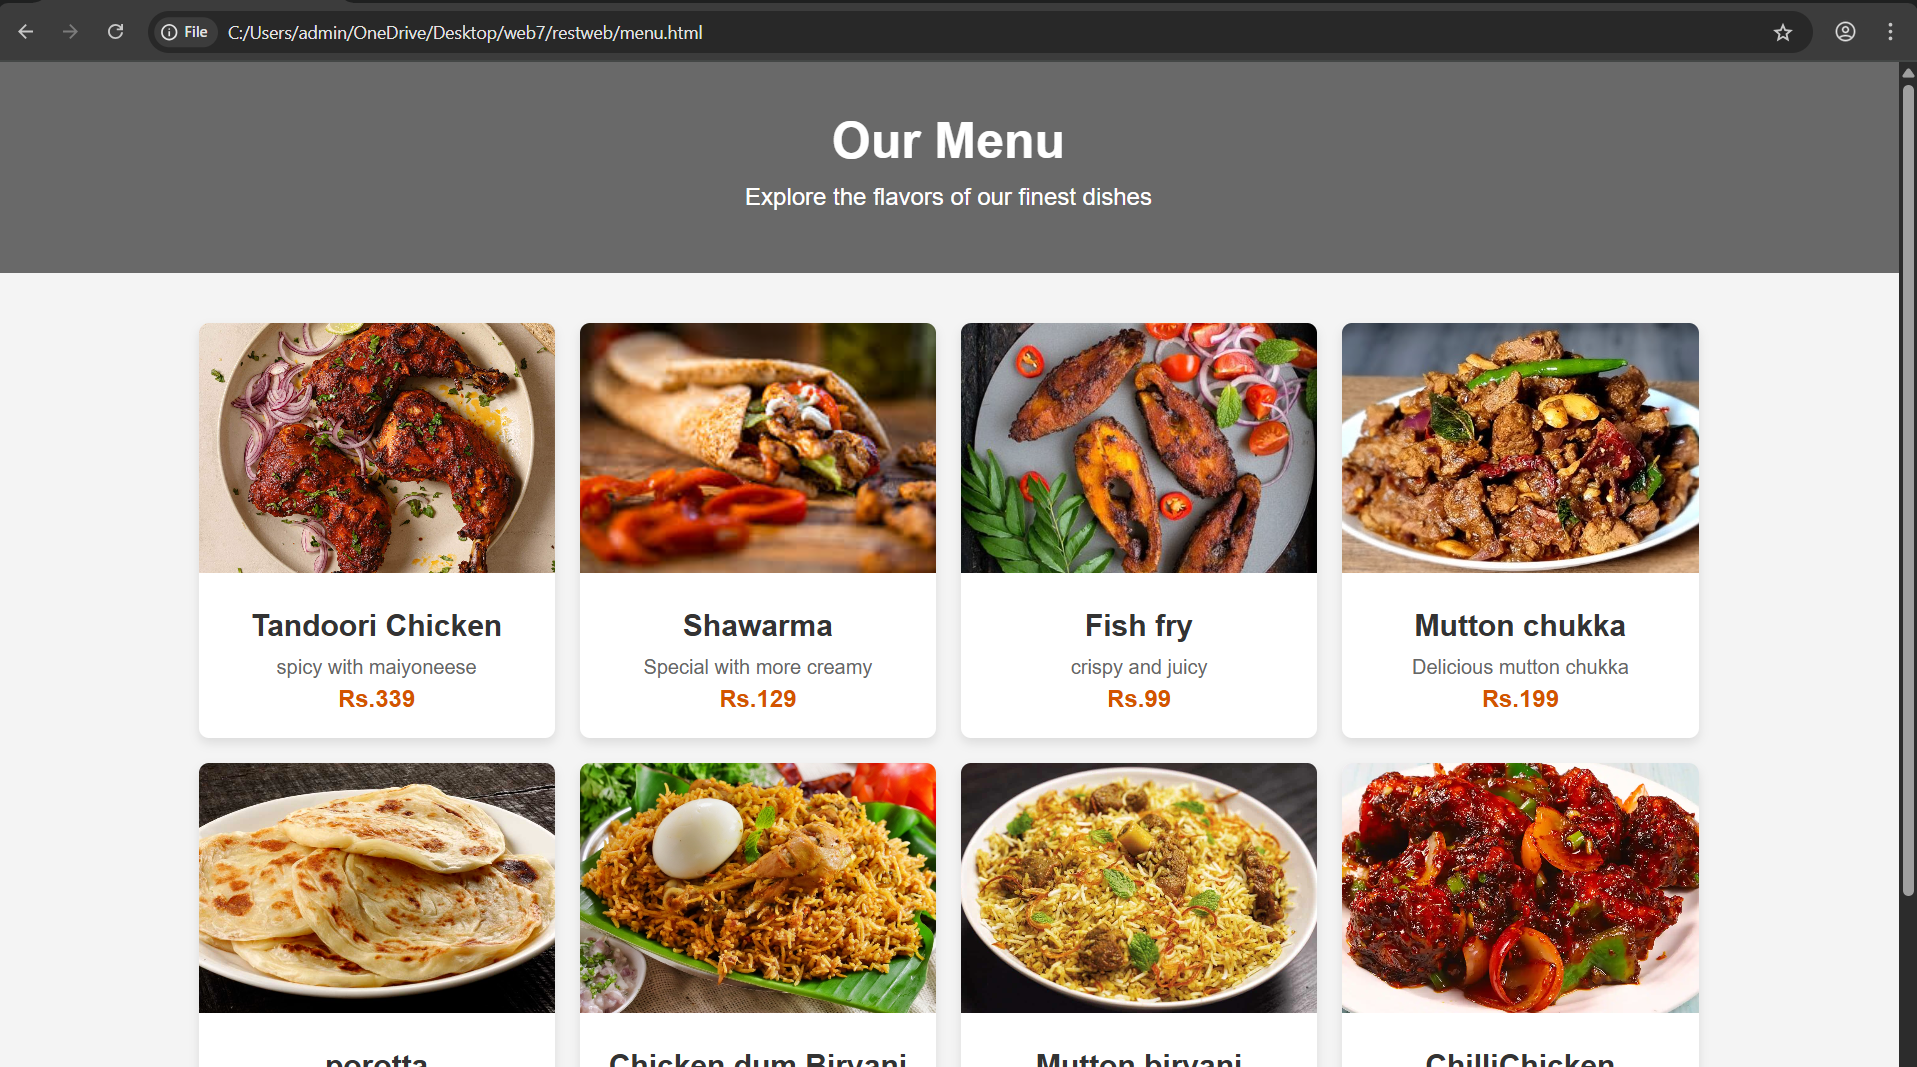 File
C:/Users/admin/OneDrive/Desktop/web7/restweb/menu.html
Our Menu
Explore the flavors of our finest dishes
Tandoori Chicken
spicy with maiyoneese
Rs.339
Shawarma
Special with more creamy
Rs.129
Fish fry
crispy and juicy
Rs.99
Mutton chukka
Delicious mutton chukka
Rs.199
porotta
Chicken dum Biryani
Mutton biryani
ChilliChicken